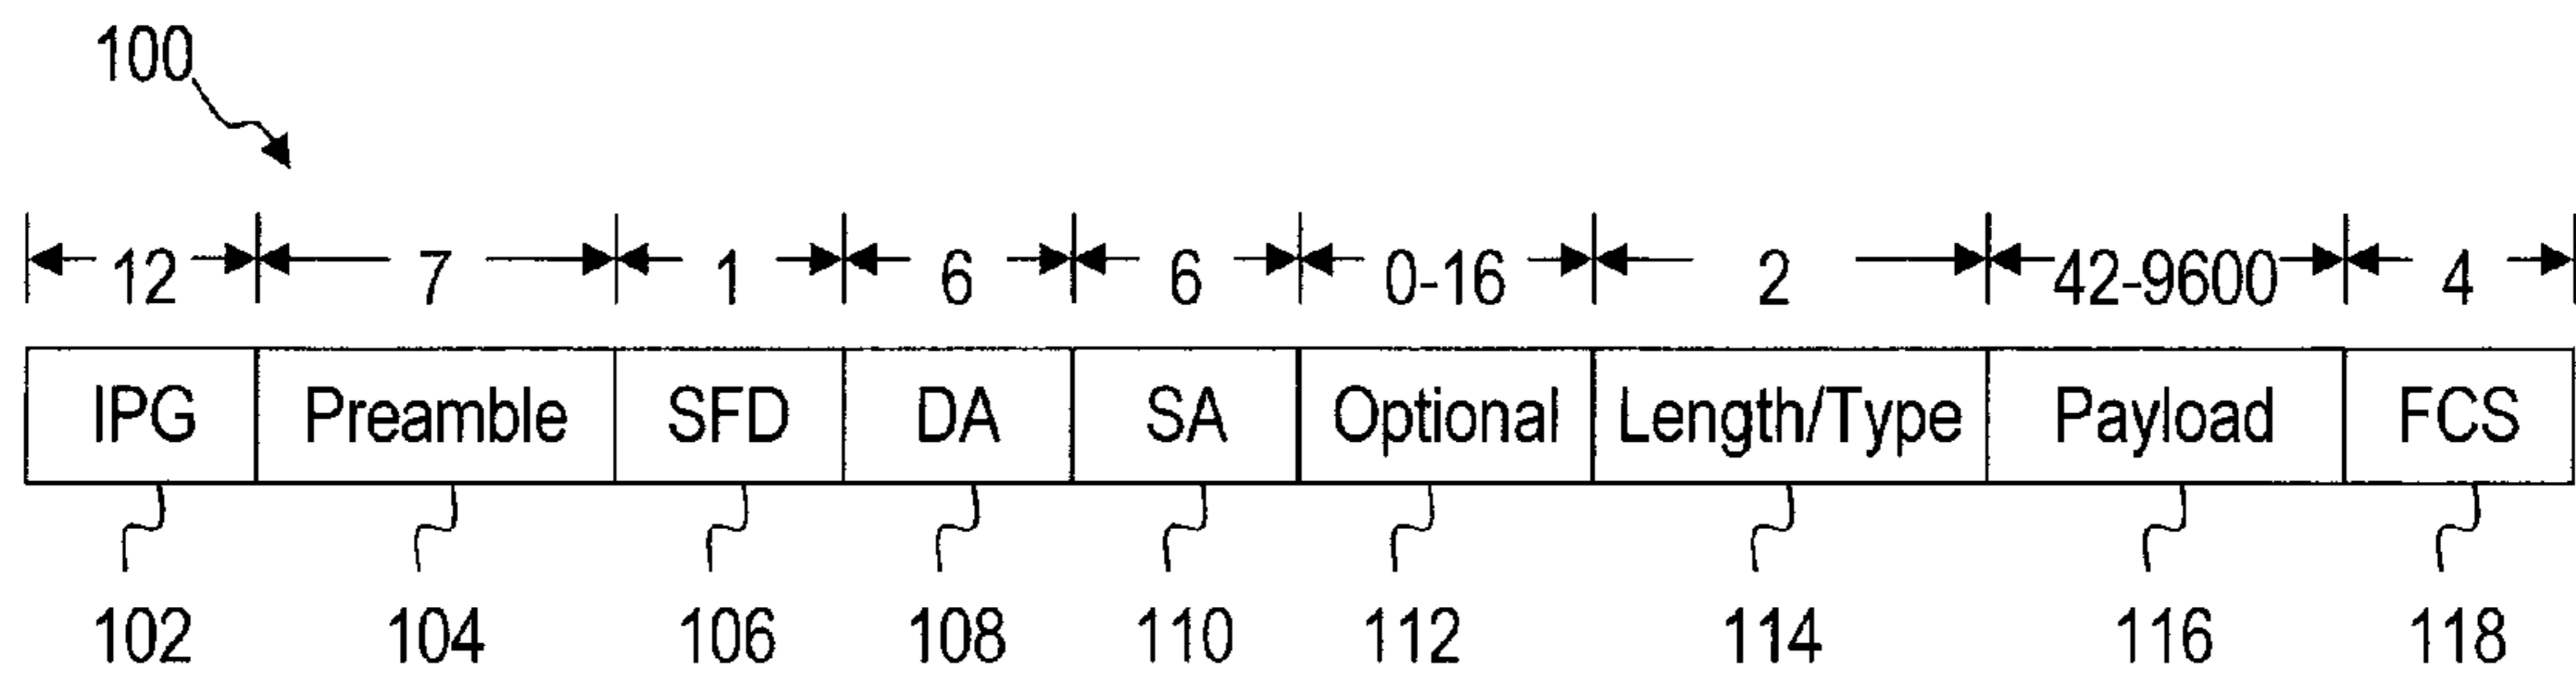 100
12 7 1 6 6 0-16 2 42-9600 4
IPG Preamble SFD DA SA Optional Length/Type Payload FCS
102 104 106 108 110 112 114 116 118